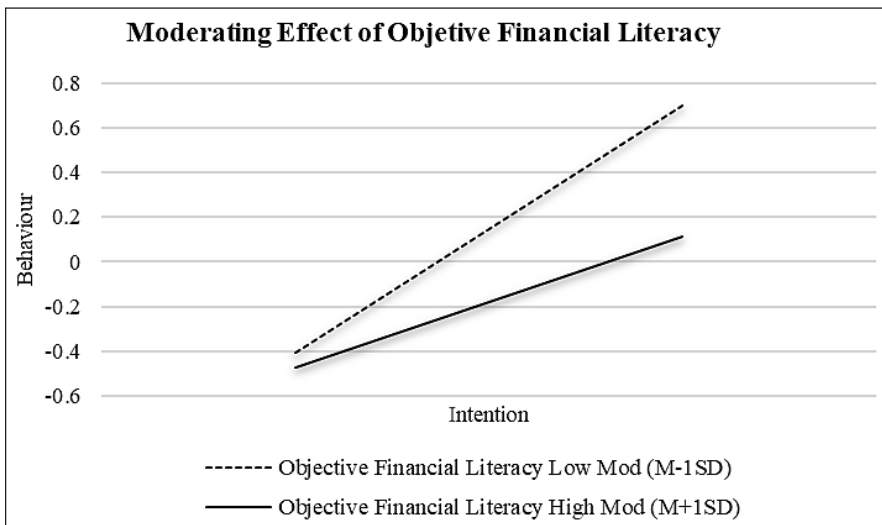 Moderating Effect of Objetive Financial Literacy
0.8
0.6
0.4
0.2
0
-0.2
-0.4
-0.6
Behaviour
Intention
Objective Financial Literacy Low Mod (M-1SD)
Objective Financial Literacy High Mod (M+1SD)